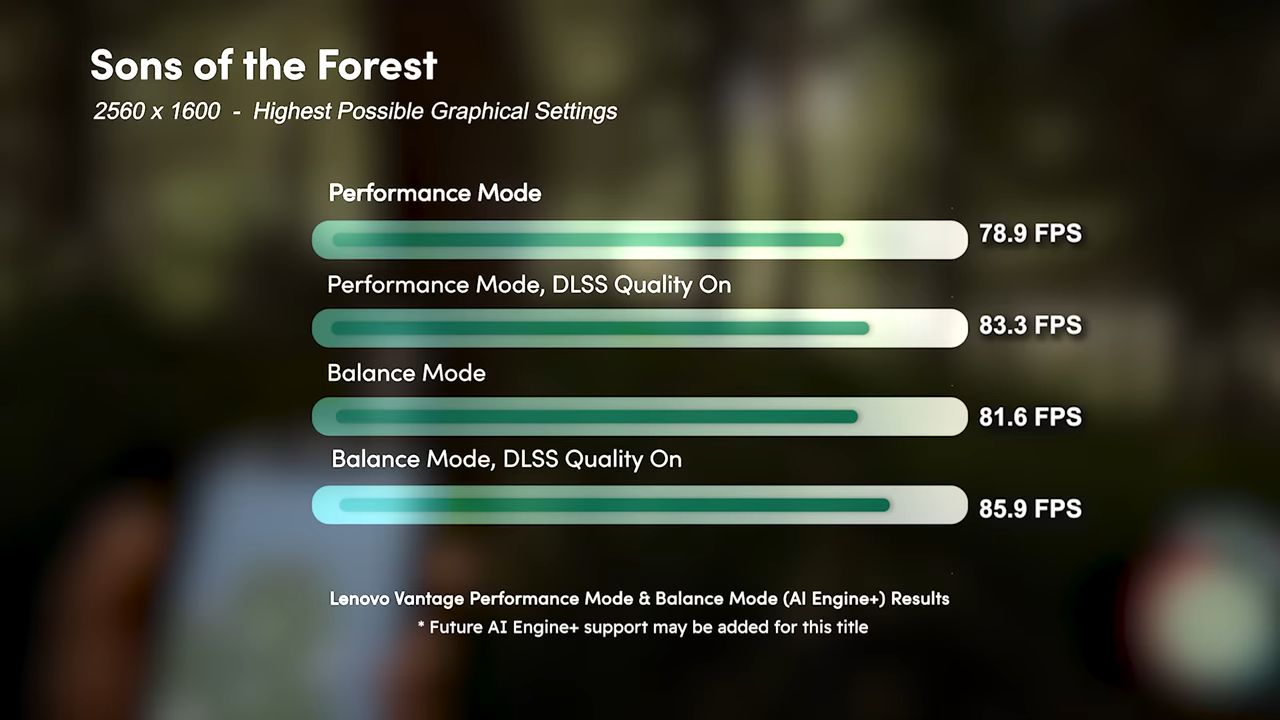 Sons of the Forest
2560 x 1600 - Highest Possible Graphical Settings
Performance Mode
78.9 FPS
Performance Mode, DLSS Quality On
83.3 FPS
Balance Mode
81.6 FPS
Balance Mode, DLSS Quality On
85.9 FPS
Lenovo Vantage Performance Mode & Balance Mode (AI Engine+) Results
* Future AI Engine+ support may be added for this title